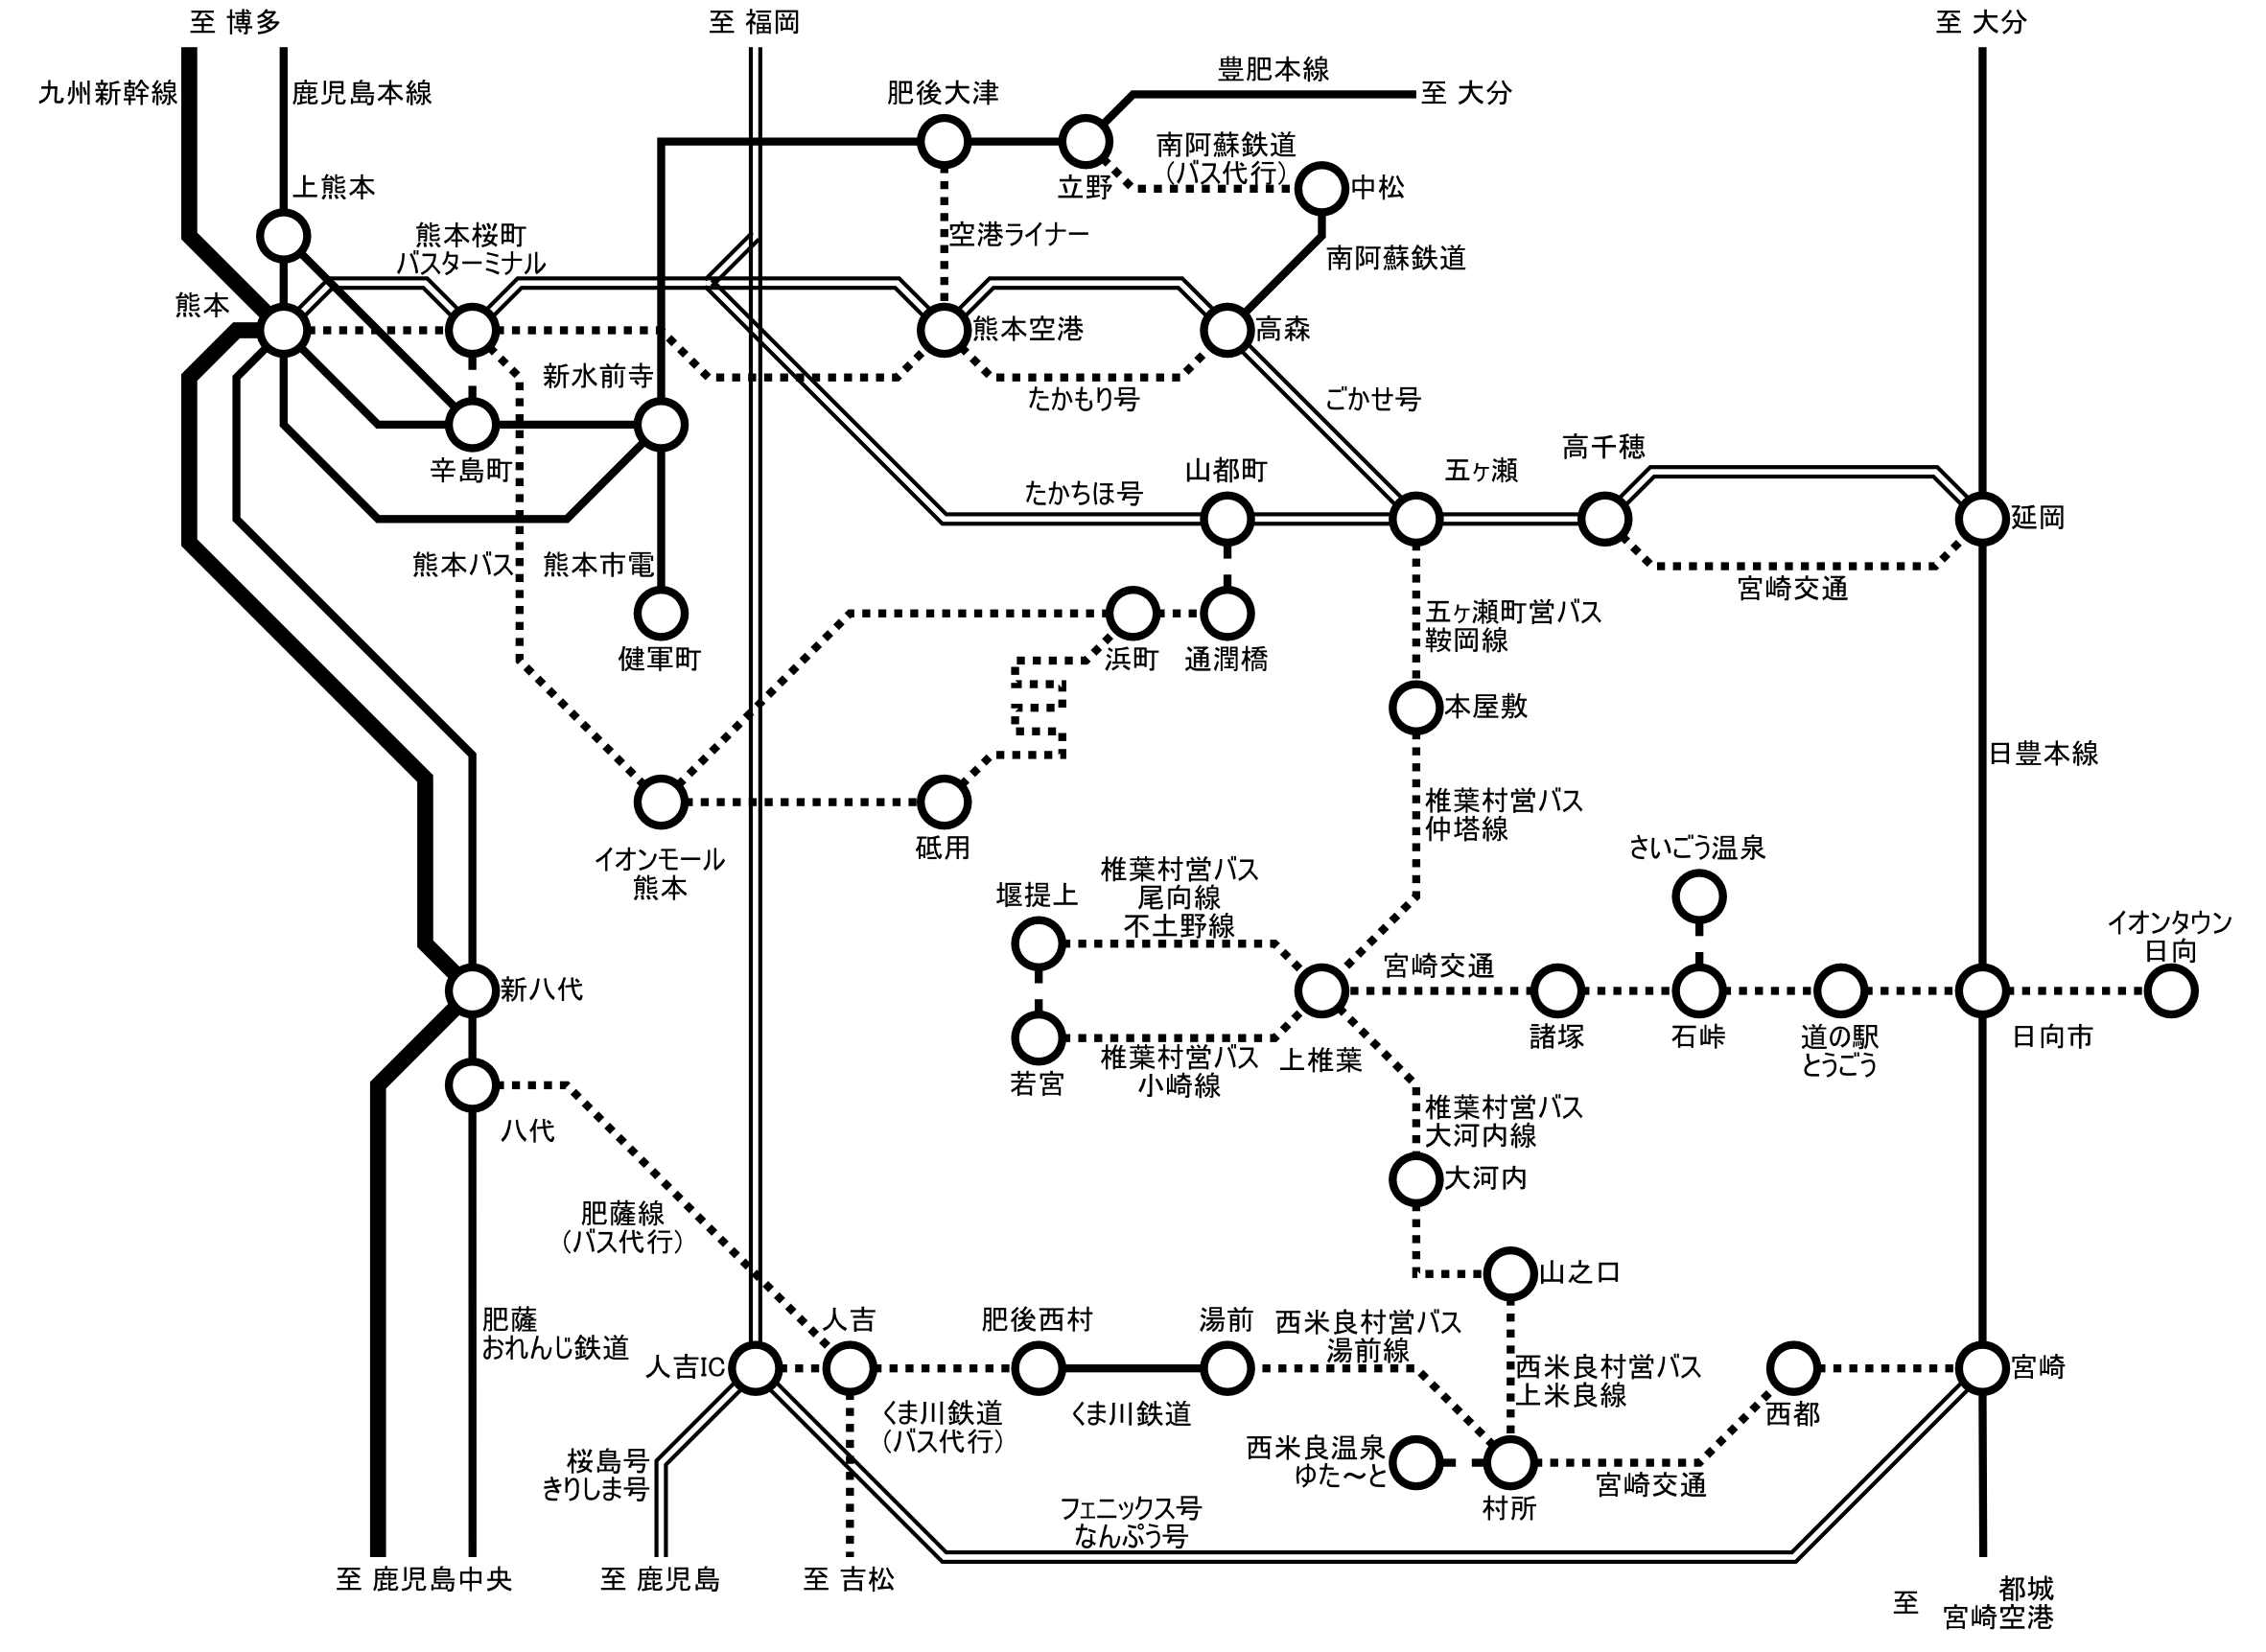 至 博多
至 福岡
至 大分
九州新幹線
鹿児島本線
肥後大津
豊肥本線
至 大分
上熊本
立野
南阿蘇鉄道
（バス代行）
中松
熊本桜町
バスターミナル
空港ライナー
南阿蘇鉄道
熊本
熊本空港
高森
新水前寺
たかもり号
ごかせ号
辛島町
たかちほ号
山都町
五ヶ瀬
高千穂
延岡
熊本バス
熊本市電
宮崎交通
健軍町
浜町
通潤橋
五ヶ瀬町営バス
鞍岡線
本屋敷
日豊本線
イオンモール
熊本
砥用
椎葉村営バス
仲塔線
さいごう温泉
堰提上
椎葉村営バス
尾向線
不土野線
イオンタウン
日向
新八代
宮崎交通
若宮
椎葉村営バス
小崎線
上椎葉
諸塚
石峠
道の駅
とうごう
日向市
八代
椎葉村営バス
大河内線
大河内
肥薩線
（バス代行）
山之口
肥薩
おれんじ鉄道
人吉IC
人吉
肥後西村
湯前
西米良村営バス
湯前線
西米良村営バス
上米良線
西都
宮崎
くま川鉄道
（バス代行）
くま川鉄道
桜島号
きりしま号
西米良温泉
ゆた〜と
村所
宮崎交通
フェニックス号
なんぷう号
至 鹿児島中央
至 鹿児島
至 吉松
至
都城
宮崎空港